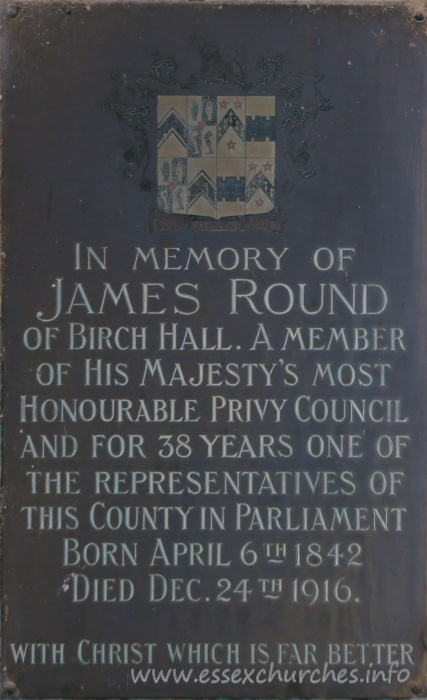 IN MEMORY OF
JAMES ROUND
OF BIRCH HALL. A MEMBER
OF HIS MAJESTY'S MOST
HONOURABLE PRIVY COUNCIL
AND FOR 38 YEARS ONE OF
THE REPRESENTATIVES OF
THIS COUNTY IN PARLIAMENT
BORN APRIL 6TH 1842
DIED DEC. 24TH 1916.
WITH CHRIST WHICH IS FAR BETTER
www.essexchurches.info